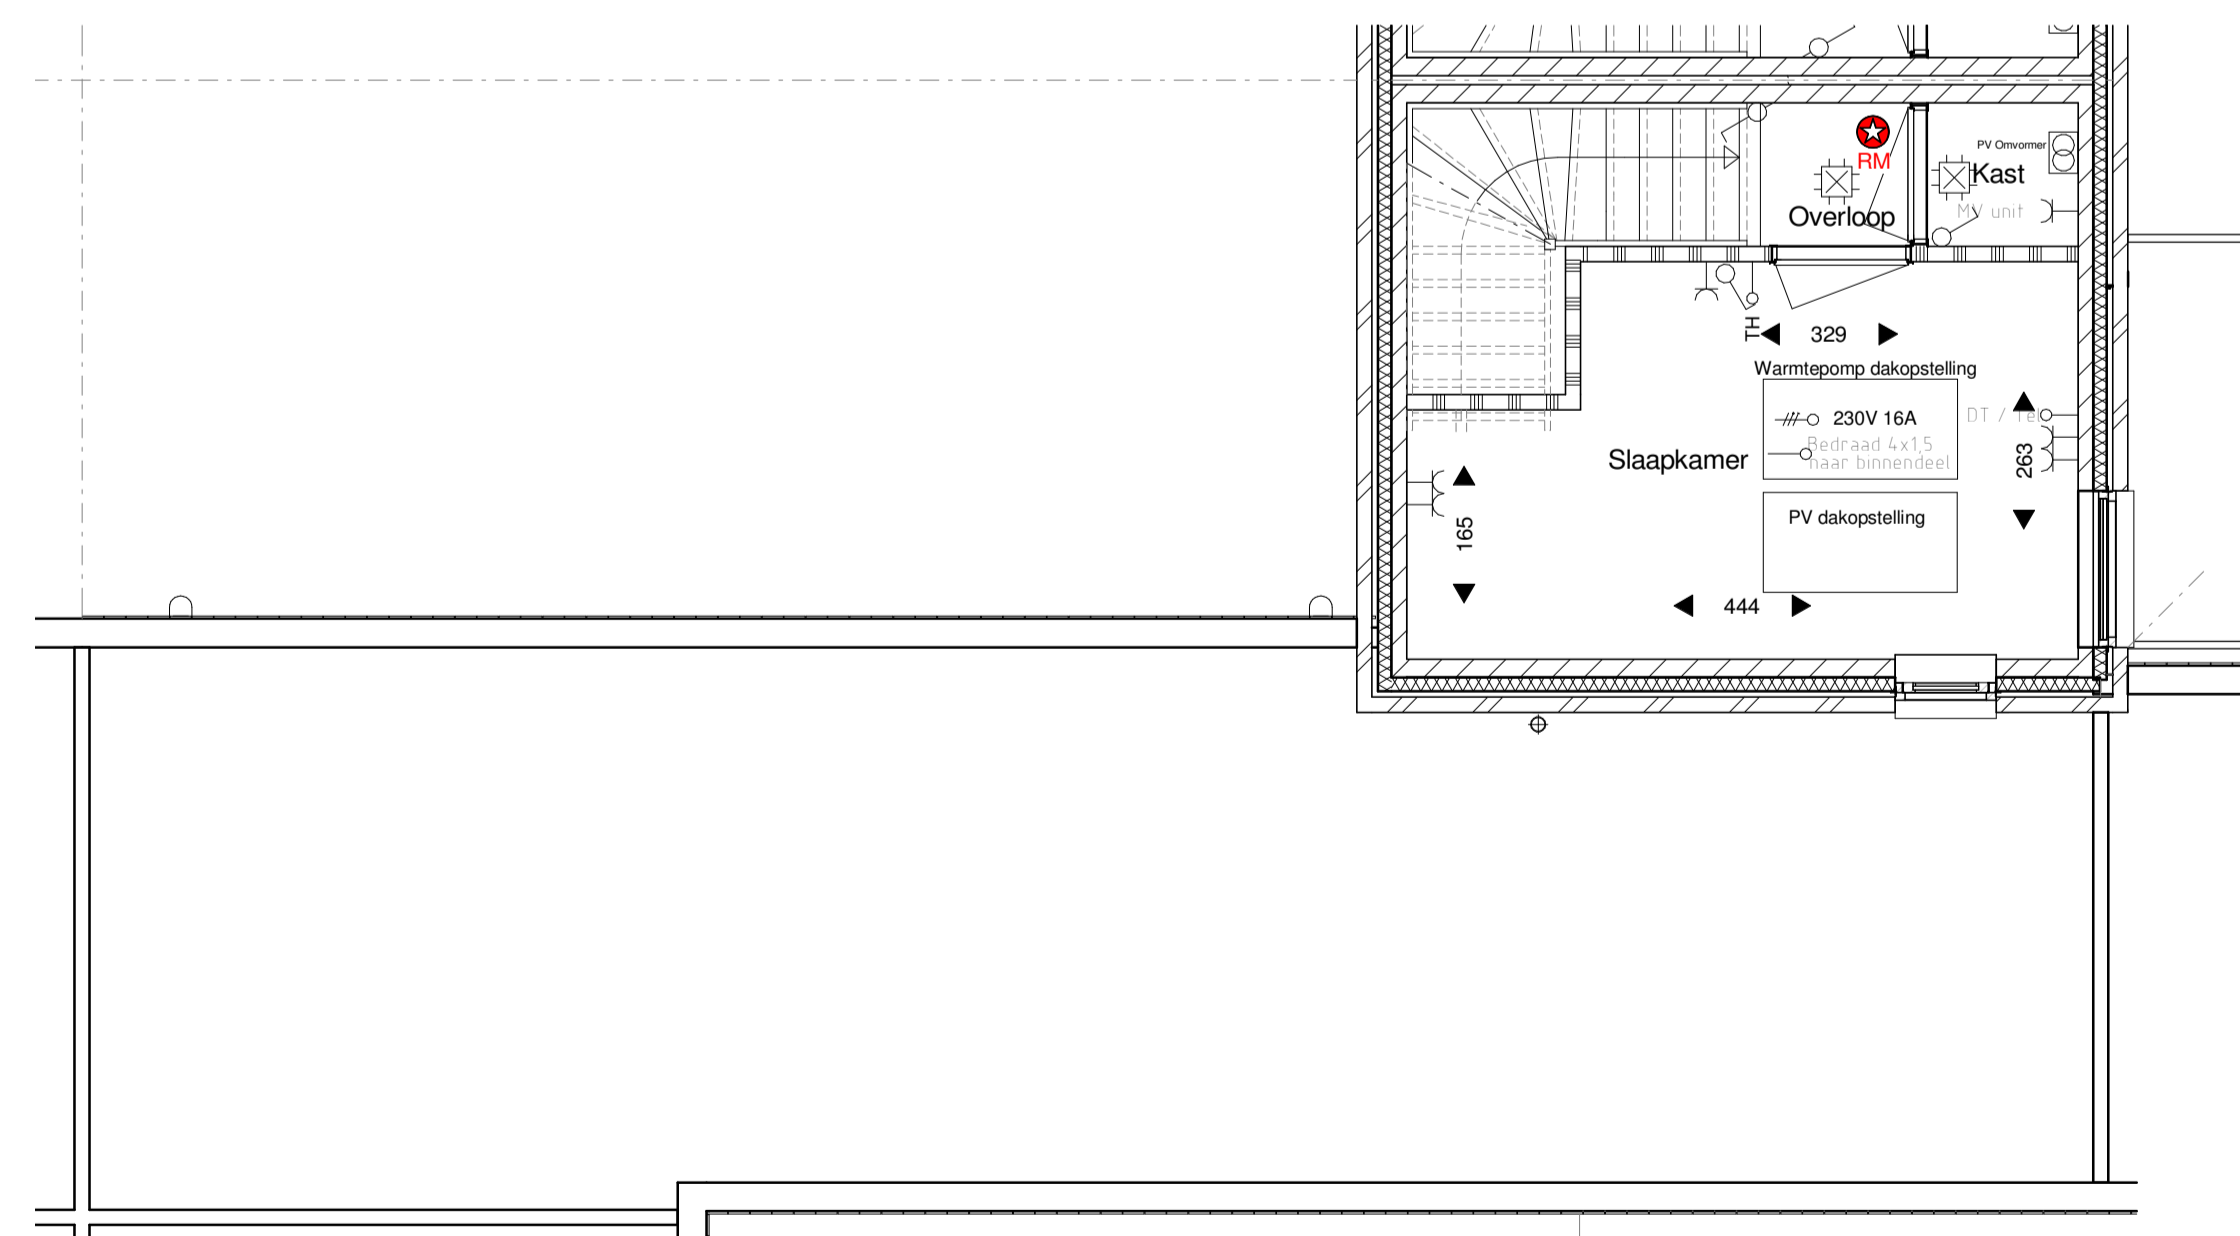 RM
PV Omvormer
Kast
MV unit
Overloop
TH
329
Warmtepomp dakopstelling
230V 16A
DT / Tel
Bedraad 4x1,5
naar binnendeel
Slaapkamer
263
165
PV dakopstelling
444